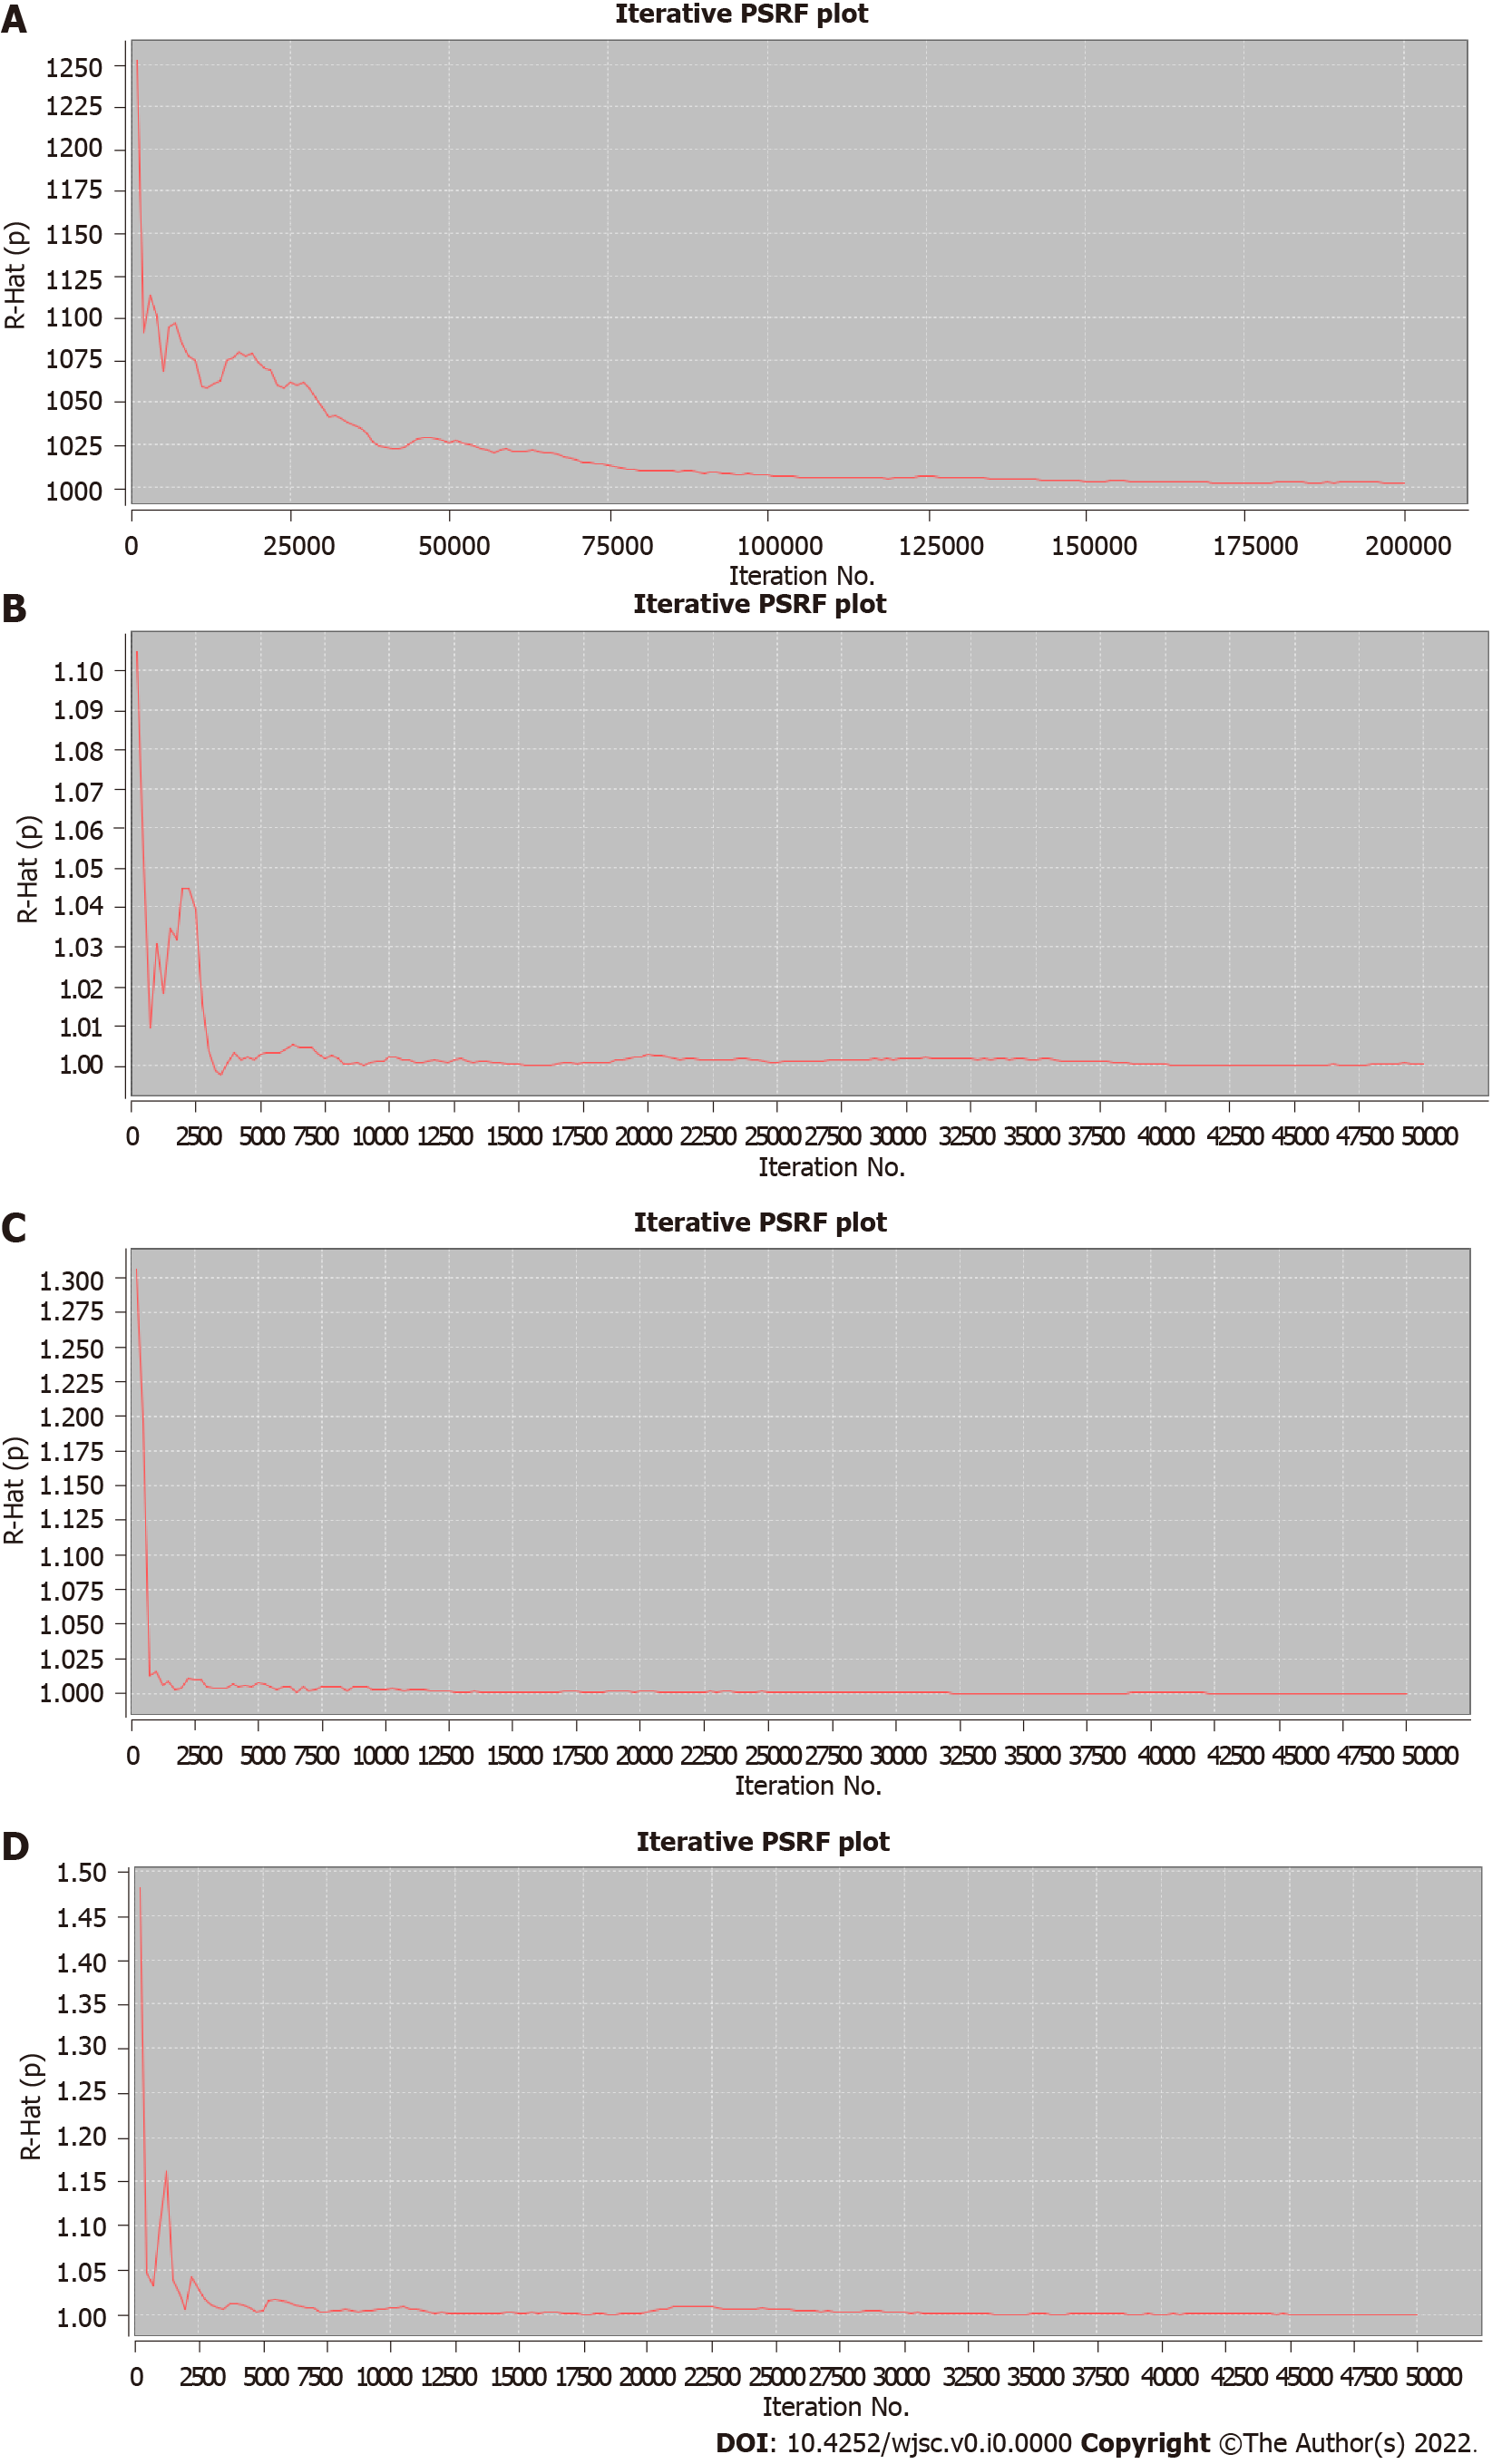 A
Iterative PSRF plot
1250
1225
1200
1175
1150
1125
1100
1075
1050
1025
1000
R-Hat (p)
0 25000 50000 75000 100000 125000 150000 175000 200000
Iteration No.
B
Iterative PSRF plot
1.10
1.09
1.08
1.07
1.06
1.05
1.04
1.03
1.02
1.01
1.00
R-Hat (p)
0 2500 5000 7500 10000 12500 15000 17500 20000 22500 25000 27500 30000 32500 35000 37500 40000 42500 45000 47500 50000
Iteration No.
C
Iterative PSRF plot
1.300
1.275
1.250
1.225
1.200
1.175
1.150
1.125
1.100
1.075
1.050
1.025
1.000
R-Hat (p)
0 2500 5000 7500 10000 12500 15000 17500 20000 22500 25000 27500 30000 32500 35000 37500 40000 42500 45000 47500 50000
Iteration No.
D
Iterative PSRF plot
1.50
1.45
1.40
1.35
1.30
1.25
1.20
1.15
1.10
1.05
1.00
R-Hat (p)
0 2500 5000 7500 10000 12500 15000 17500 20000 22500 25000 27500 30000 32500 35000 37500 40000 42500 45000 47500 50000
Iteration No.
DOI: 10.4252/wjsc.v0.i0.0000 Copyright ©The Author(s) 2022.